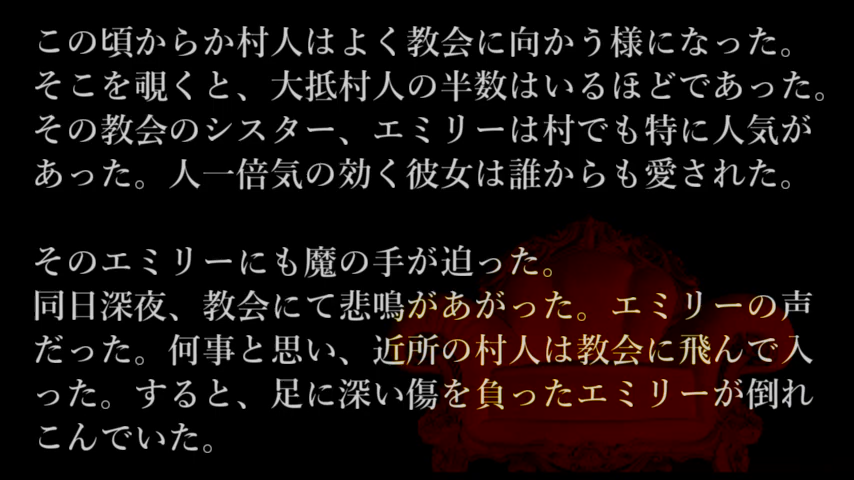 この頃からか村人はよく教会に向かう様になった。
そこを覗くと、大抵村人の半数はいるほどであった。
その教会のシスター、エミリーは村でも特に人気が
あった。人一倍気の効く彼女は誰からも愛された。
そのエミリーにも魔の手が迫った。
同日深夜、教会にて悲鳴があがった。エミリーの声
だった。何事と思い、近所の村人は教会に飛んで入
った。すると、足に深い傷を負ったエミリーが倒れ
こんでいた。